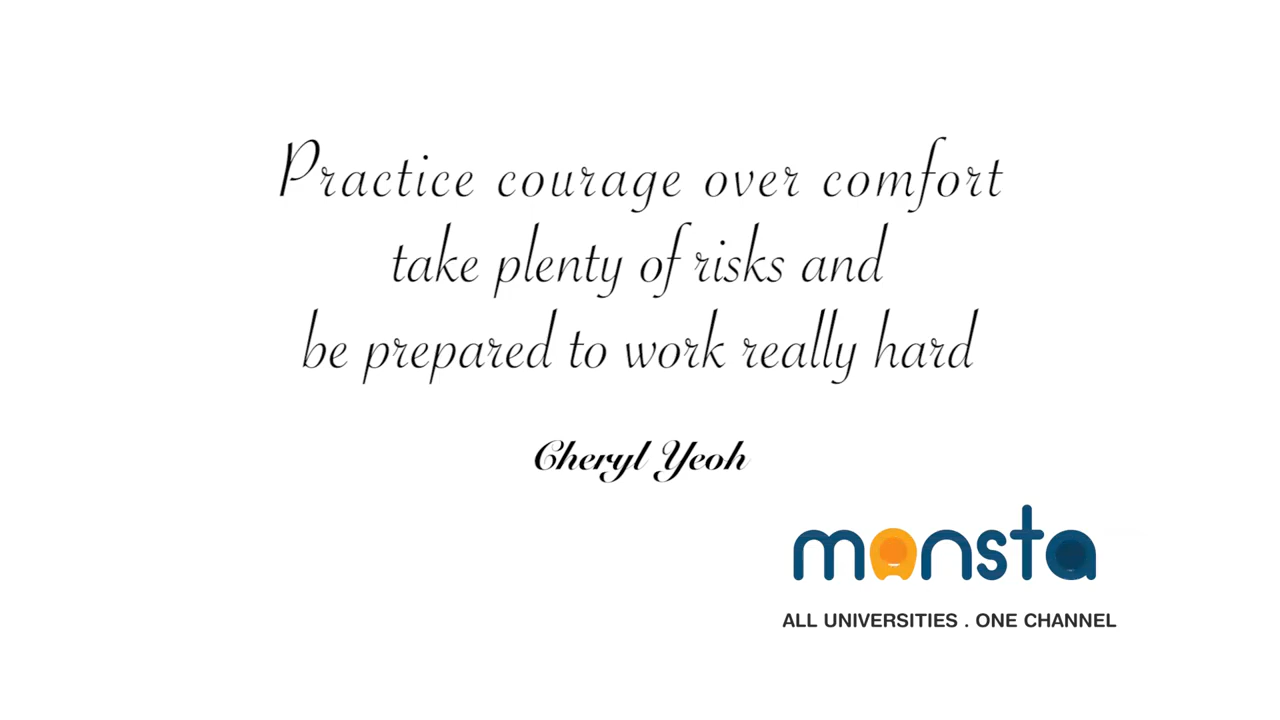 Practice courage over comfort
take plenty of risks and
be prepared to work really hard
Cheryl Yeoh
monsta
ALL UNIVERSITIES . ONE CHANNEL